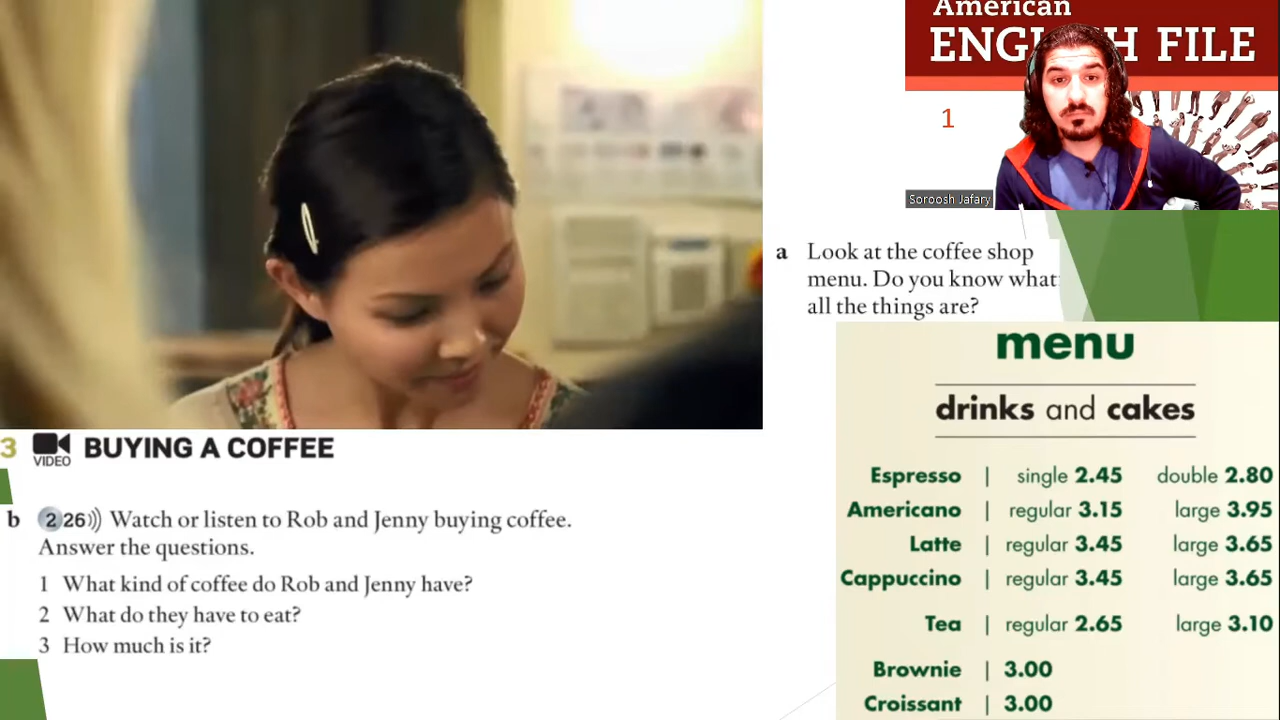 American
ENGLISH FILE
1
Soroosh Jafary
a Look at the coffee shop
menu. Do you know what
all the things are?
menu
drinks and cakes
Espresso | single 2.45 double 2.80
Americano | regular 3.15 large 3.95
Latte | regular 3.45 large 3.65
Cappuccino | regular 3.45 large 3.65
Tea | regular 2.65 large 3.10
Brownie | 3.00
Croissant | 3.00
3 VIDEO BUYING A COFFEE
b 2 26)) Watch or listen to Rob and Jenny buying coffee.
Answer the questions.
1 What kind of coffee do Rob and Jenny have?
2 What do they have to eat?
3 How much is it?